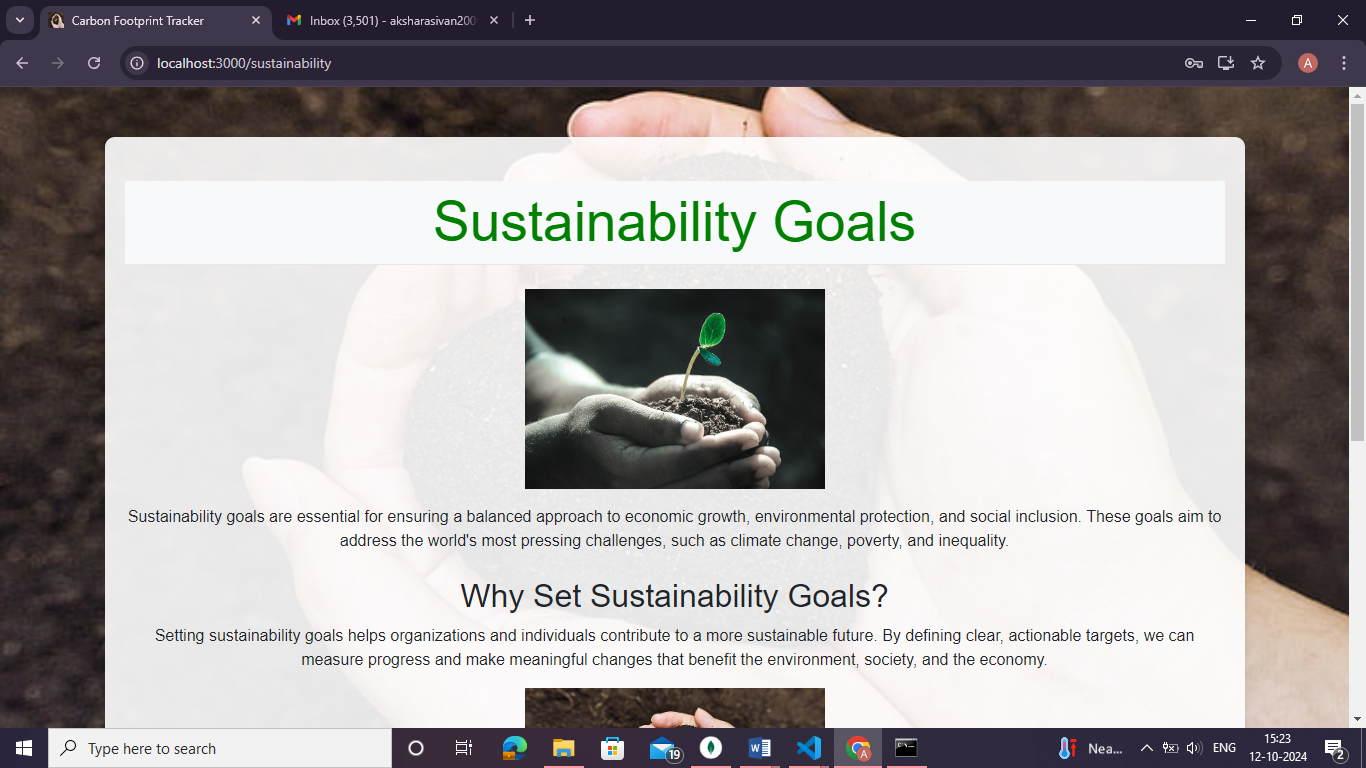 Carbon Footprint Tracker
Inbox (3,501) - aksharasivan200
localhost:3000/sustainability
A
Sustainability Goals
Sustainability goals are essential for ensuring a balanced approach to economic growth, environmental protection, and social inclusion. These goals aim to
address the world's most pressing challenges, such as climate change, poverty, and inequality.
Why Set Sustainability Goals?
Setting sustainability goals helps organizations and individuals contribute to a more sustainable future. By defining clear, actionable targets, we can
measure progress and make meaningful changes that benefit the environment, society, and the economy.
Type here to search
19
A
Nea...
ENG
15:23
12-10-2024
2